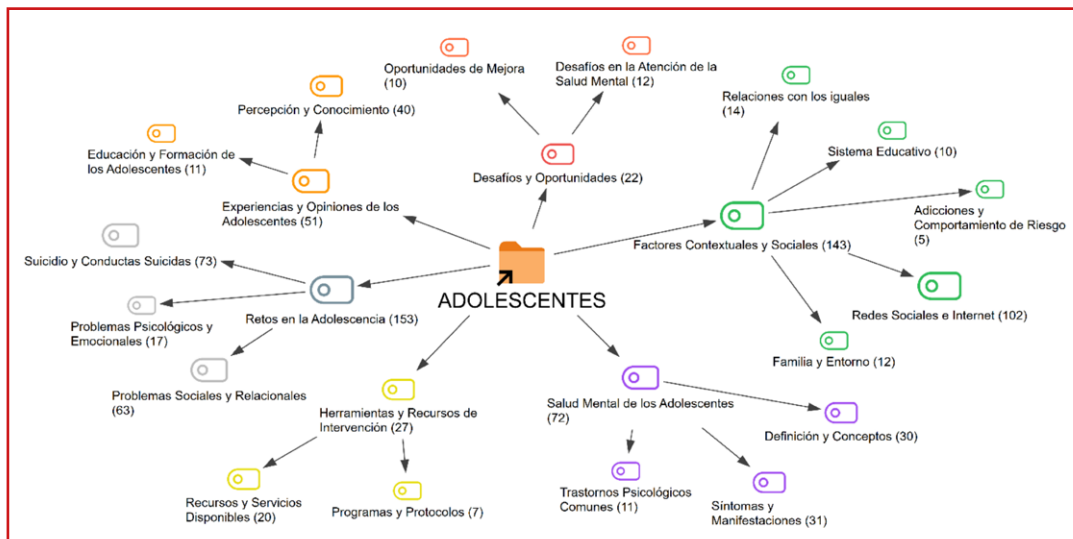 Oportunidades de Mejora
(10)
Desafíos en la Atención de la
Salud Mental (12)
Relaciones con los iguales
(14)
Percepción y Conocimiento (40)
Educación y Formación de
los Adolescentes (11)
Desafíos y Oportunidades (22)
Sistema Educativo (10)
Experiencias y Opiniones de los
Adolescentes (51)
Adicciones y
Comportamiento de Riesgo
(5)
Factores Contextuales y Sociales (143)
Suicidio y Conductas Suicidas (73)
ADOLESCENTES
Retos en la Adolescencia (153)
Redes Sociales e Internet (102)
Problemas Psicológicos y
Emocionales (17)
Familia y Entorno (12)
Problemas Sociales y Relacionales
(63)
Herramientas y Recursos de
Intervención (27)
Salud Mental de los Adolescentes
(72)
Definición y Conceptos (30)
Recursos y Servicios
Disponibles (20)
Programas y Protocolos (7)
Trastornos Psicológicos
Comunes (11)
Síntomas y
Manifestaciones (31)